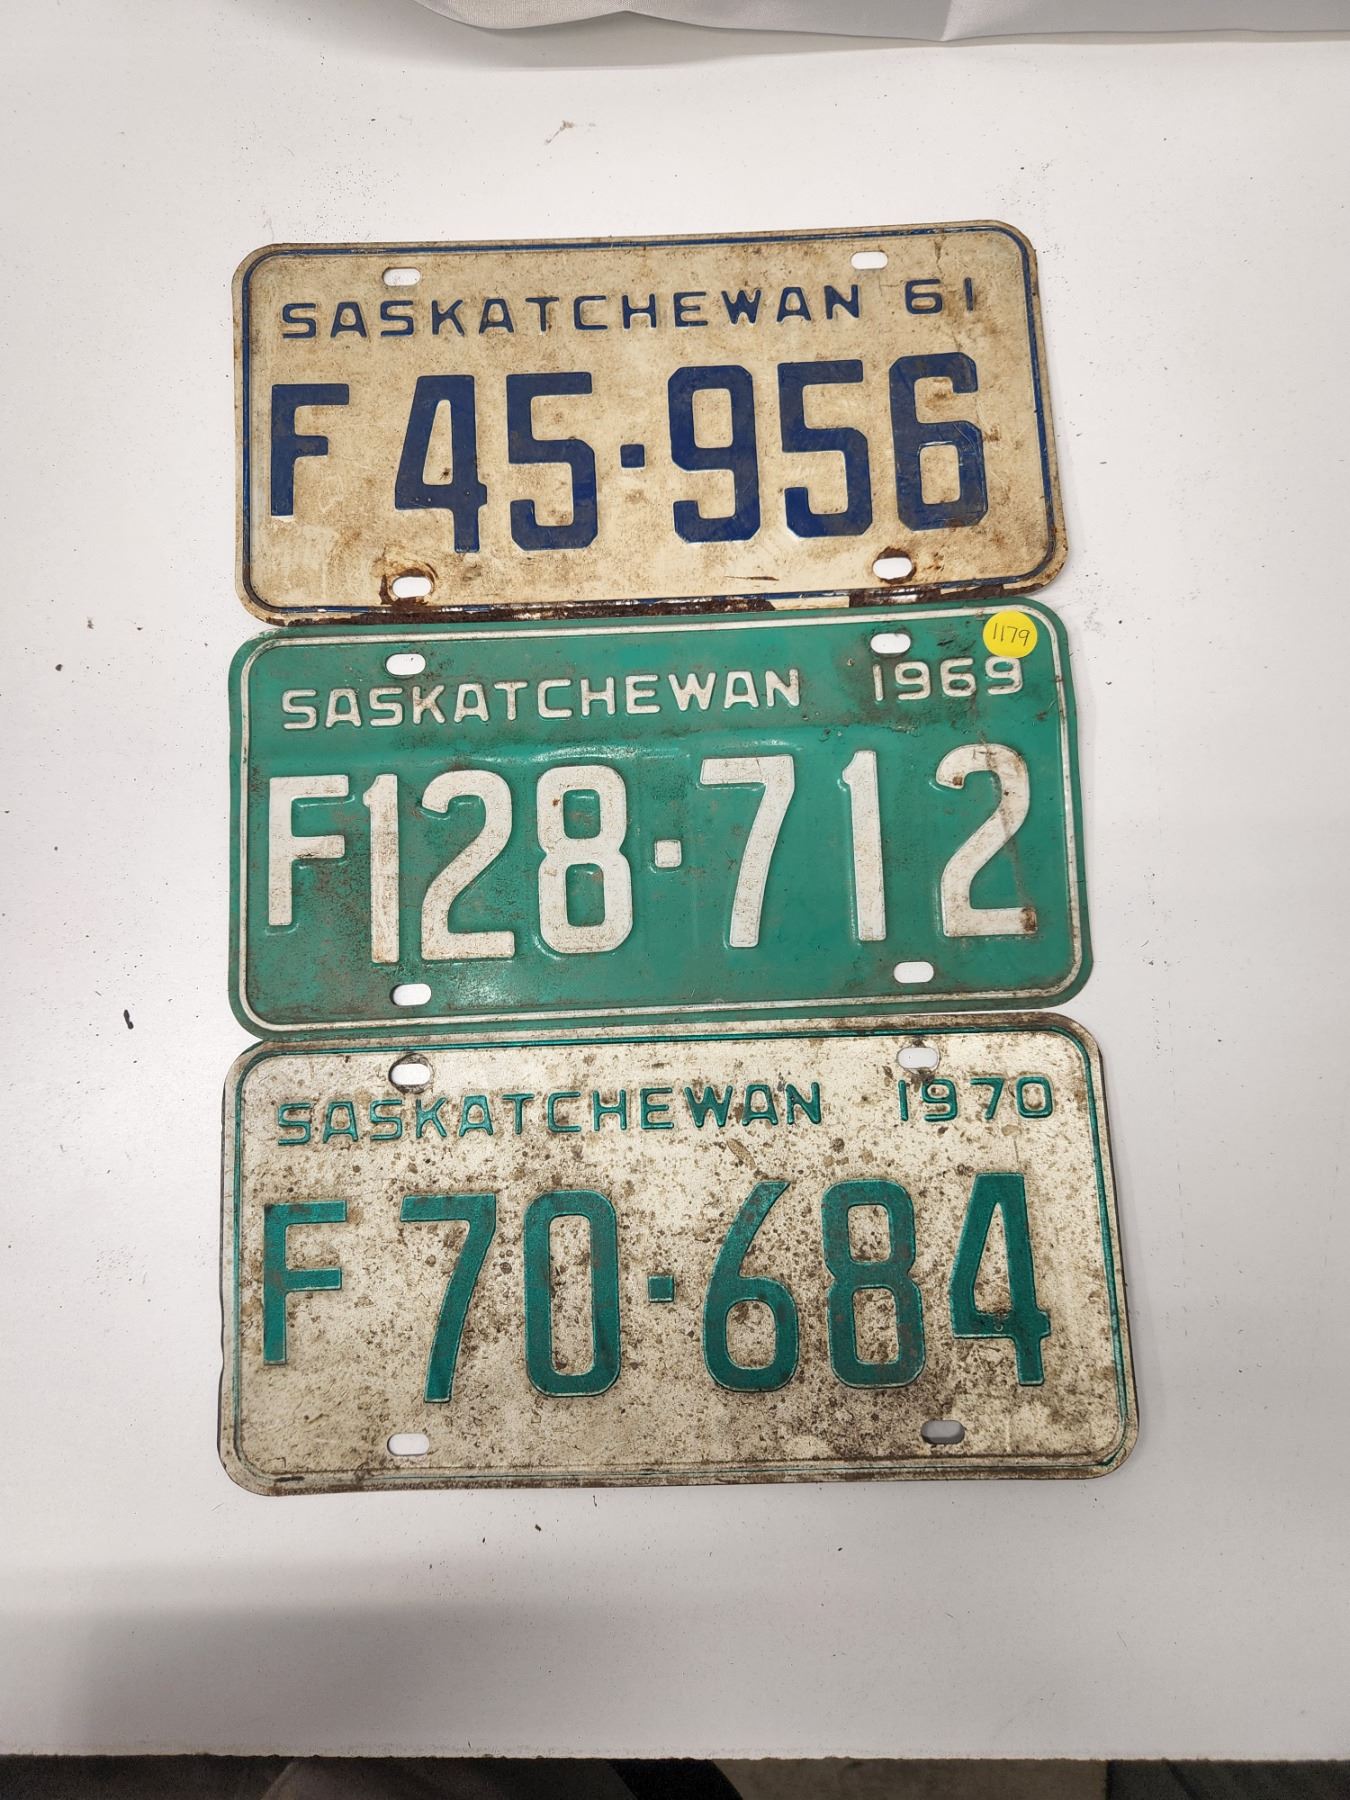 SASKATCHEWAN 61
F 45·956
1179
SASKATCHEWAN 1969
F128·712
SASKATCHEWAN 1970
F 70·684